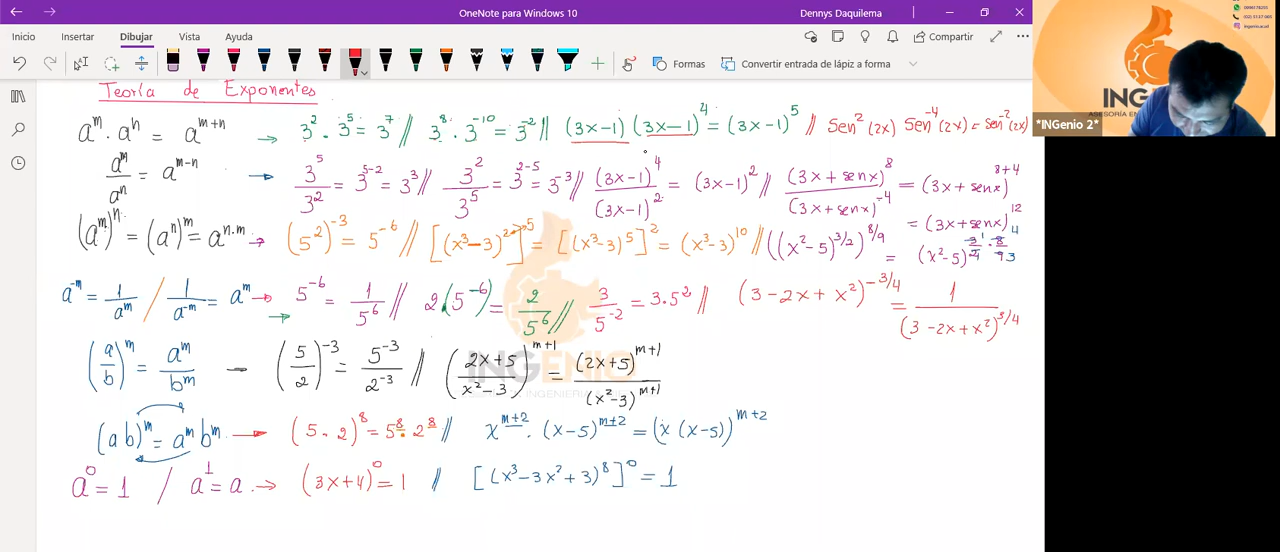 OneNote para Windows 10 Dennys Daquilema
Inicio Insertar Dibujar Vista Ayuda Compartir
Formas Convertir entrada de lápiz a forma
Teoría de Exponentes
a^m · a^n = a^(m+n) → 3^2 · 3^5 = 3^7 // 3^8 · 3^-10 = 3^-2 // (3x-1) (3x-1)^4 = (3x-1)^5 // Sen^2 (2x) Sen^-4 (2x) = Sen^-2 (2x)
a^m/a^n = a^(m-n) → 3^5/3^2 = 3^(5-2) = 3^3 // 3^2/3^5 = 3^(2-5) = 3^-3 // (3x-1)^4/(3x-1)^2 = (3x-1)^2 // (3x + senx)^8/(3x + senx)^-4 = (3x + senx)^(8+4)
= (3x + senx)^12
(a^m)^n = (a^n)^m = a^(n.m) → (5^2)^-3 = 5^-6 // [(x^3-3)^2]^5 = [(x^3-3)^5]^2 = (x^3-3)^10 // ((x^2-5)^(3/2))^(8/9) = (x^2-5)
a^-m = 1/a^m / 1/a^-m = a^m → 5^-6 = 1/5^6 // 2(5^-6) = 2/5^6 // 3/5^-2 = 3.5^2 // (3-2x+x^2)^(-3/4) = 1/(3-2x+x^2)^(3/4)
(a/b)^m = a^m/b^m — (5/2)^-3 = 5^-3/2^-3 // ((2x+5)/(x^2-3))^(m+1) = (2x+5)^(m+1)/(x^2-3)^(m+1)
(ab)^m = a^m b^m → (5·2)^8 = 5^8 · 2^8 // x^(m+2) · (x-5)^(m+2) = (x (x-5))^(m+2)
a^0 = 1 / a^1 = a → (3x+4)^0 = 1 // [(x^3-3x^2+3)^8]^0 = 1
*INGenio 2*
INGENIO